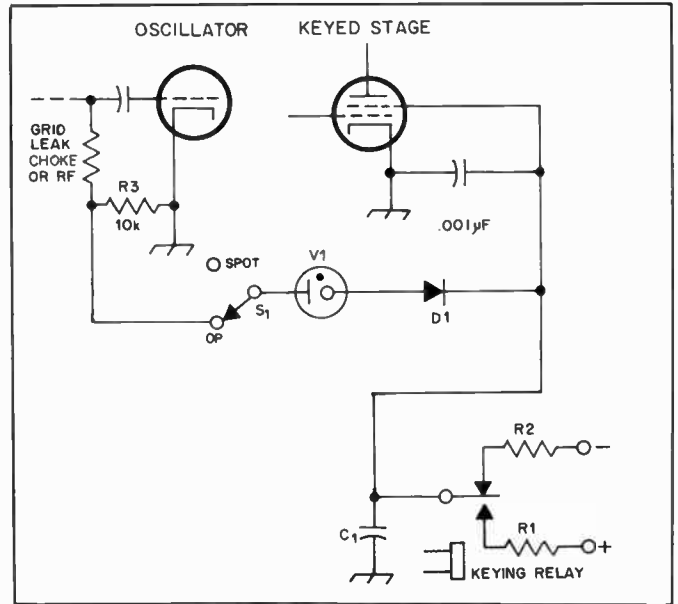 OSCILLATOR
KEYED STAGE
GRID
LEAK
CHOKE
OR RF
R3
10k
.001µF
SPOT
V1
S1
OP
D1
R2
−
C1
R1
+
KEYING RELAY